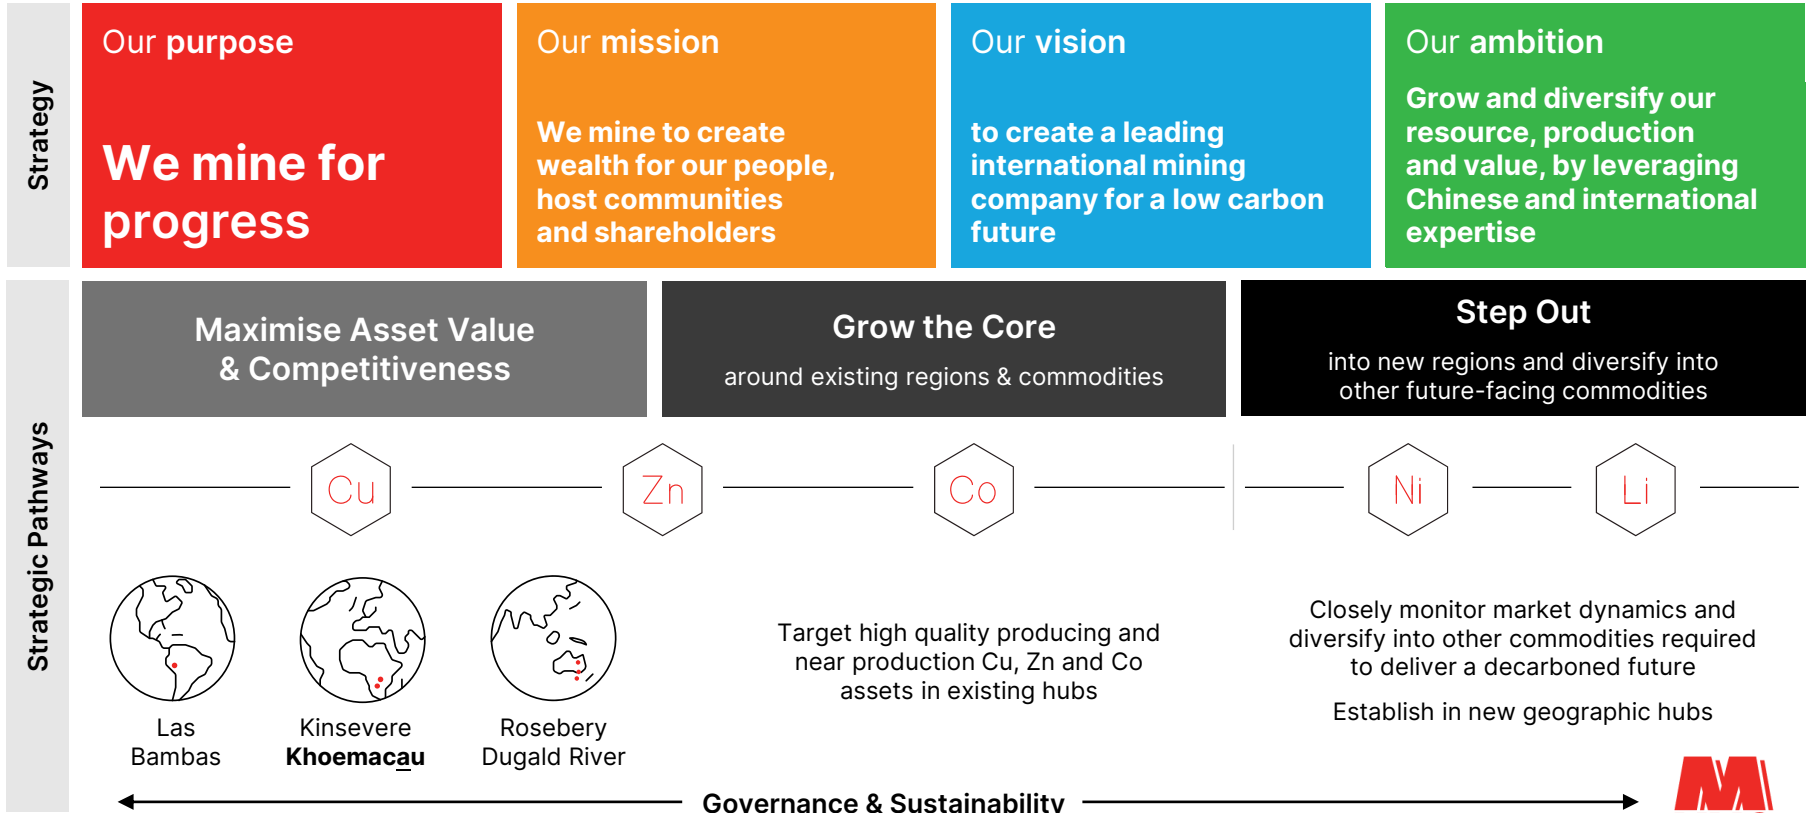 Strategy
Our purpose
We mine for
progress
Our mission
We mine to create
wealth for our people,
host communities
and shareholders
Our vision
to create a leading
international mining
company for a low carbon
future
Our ambition
Grow and diversify our
resource, production
and value, by leveraging
Chinese and international
expertise
Strategic Pathways
Maximise Asset Value
& Competitiveness
Grow the Core
around existing regions & commodities
Step Out
into new regions and diversify into
other future-facing commodities
Cu
Zn
Co
Ni
Li
Las
Bambas
Kinsevere
Khoemacau
Rosebery
Dugald River
Target high quality producing and
near production Cu, Zn and Co
assets in existing hubs
Closely monitor market dynamics and
diversify into other commodities required
to deliver a decarboned future
Establish in new geographic hubs
Governance & Sustainability